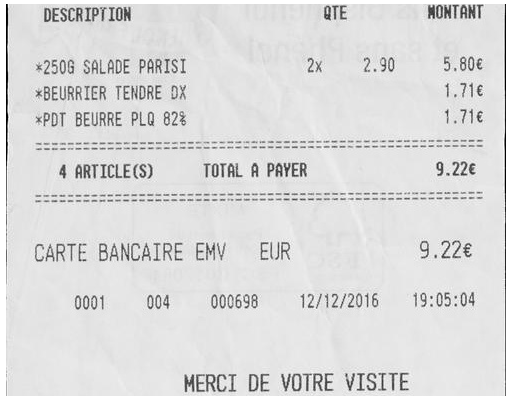 DESCRIPTION QTE MONTANT
*250G SALADE PARISI 2x 2.90 5.80€
*BEURRIER TENDRE DX 1.71€
*PDT BEURRE PLQ 82% 1.71€
4 ARTICLE(S) TOTAL A PAYER 9.22€
CARTE BANCAIRE EMV EUR 9.22€
0001 004 000698 12/12/2016 19:05:04
MERCI DE VOTRE VISITE